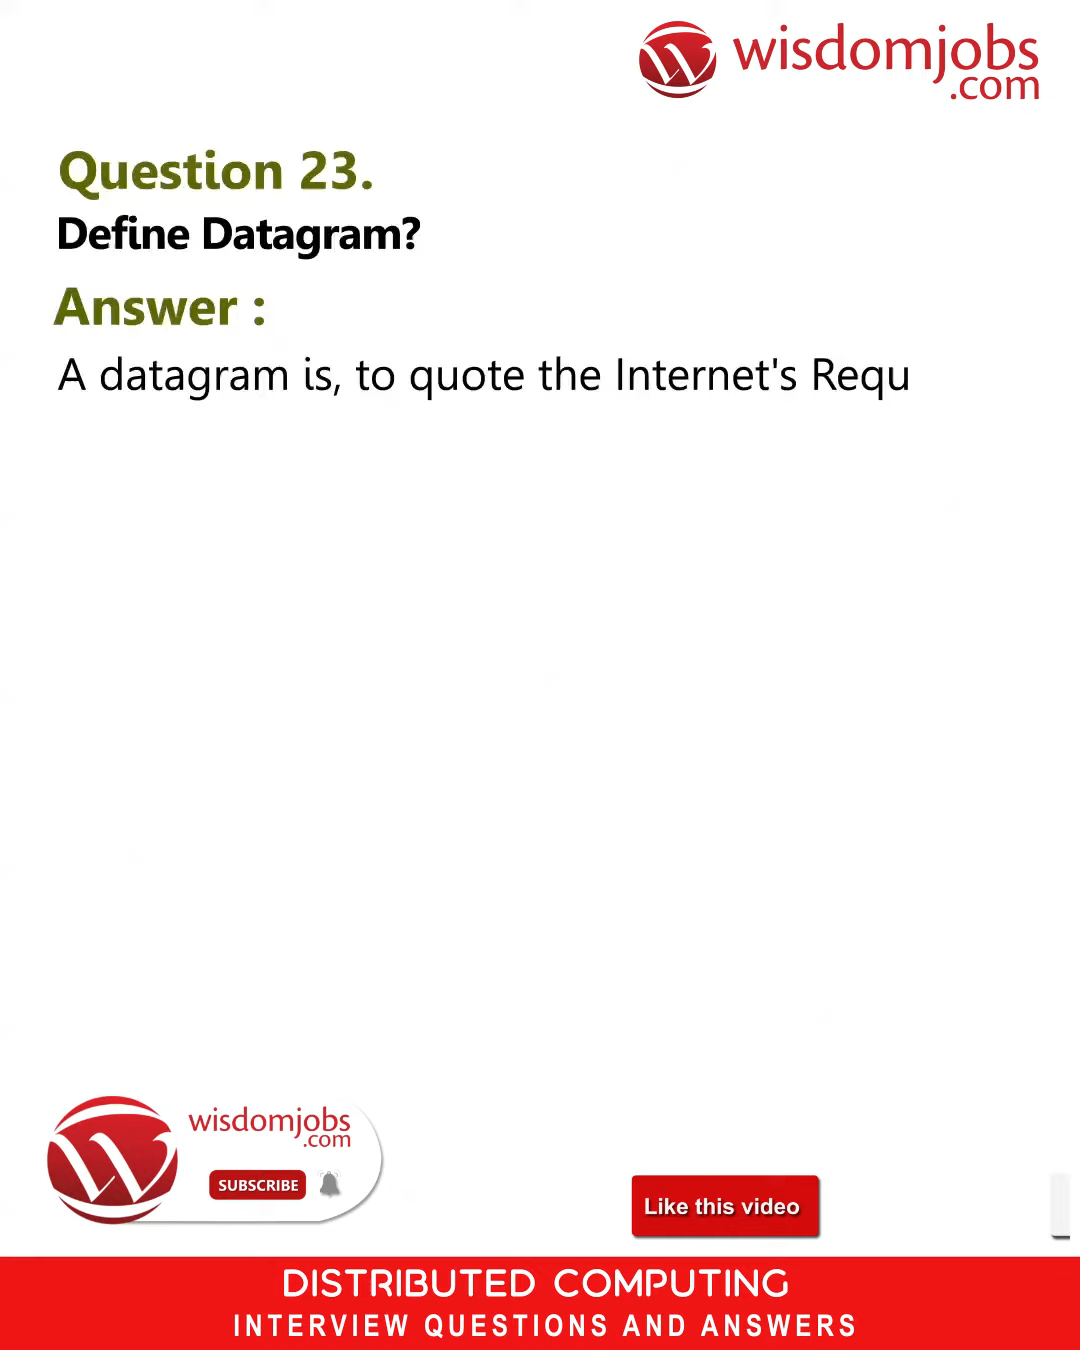 wisdomjobs
.com
Question 23.
Define Datagram?
Answer :
A datagram is, to quote the Internet's Requ
wisdomjobs
.com
SUBSCRIBE
Like this video
DISTRIBUTED COMPUTING
INTERVIEW QUESTIONS AND ANSWERS